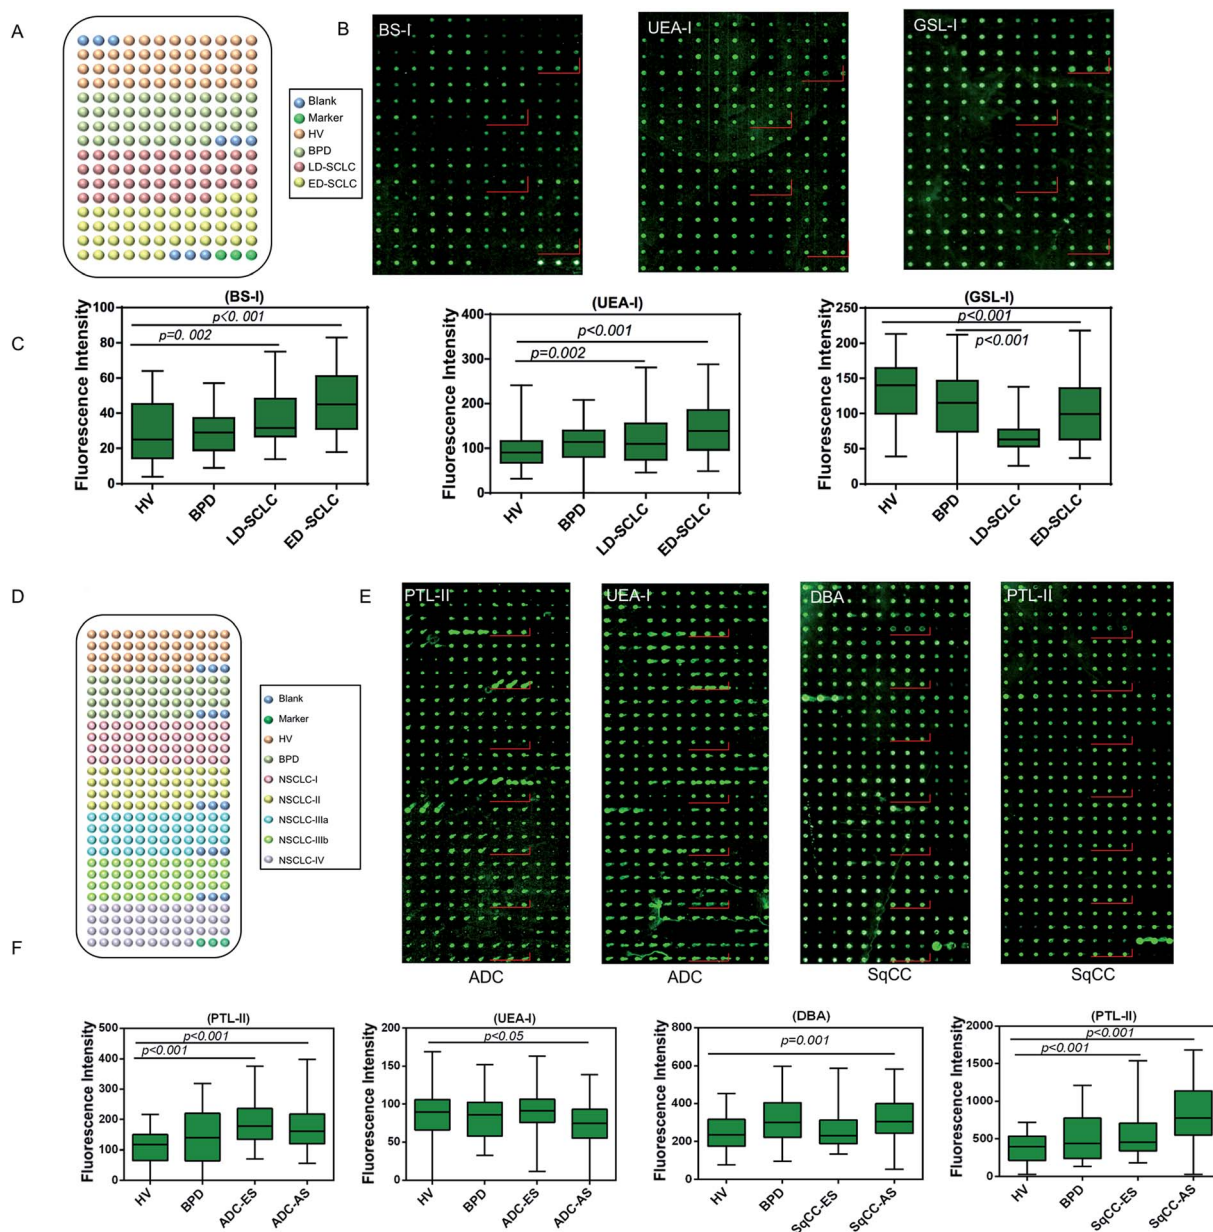 A
Blank
Marker
HV
BPD
LD-SCLC
ED-SCLC
B
BS-I
UEA-I
GSL-I
C
(BS-I)
Fluorescence Intensity
100
80
60
40
20
0
p<0. 001
p=0. 002
HV
BPD
LD-SCLC
ED -SCLC
(UEA-I)
Fluorescence Intensity
400
300
200
100
0
p<0.001
p=0.002
HV
BPD
LD-SCLC
ED-SCLC
(GSL-I)
Fluorescence Intensity
250
200
150
100
50
0
p<0.001
p<0.001
HV
BPD
LD-SCLC
ED-SCLC
D
Blank
Marker
HV
BPD
NSCLC-I
NSCLC-II
NSCLC-IIIa
NSCLC-IIIb
NSCLC-IV
E
PTL-II
UEA-I
DBA
PTL-II
ADC
ADC
SqCC
SqCC
F
(PTL-II)
Fluorescence Intensity
500
400
300
200
100
0
p<0.001
p<0.001
HV
BPD
ADC-ES
ADC-AS
(UEA-I)
Fluorescence Intensity
200
150
100
50
0
p<0.05
HV
BPD
ADC-ES
ADC-AS
(DBA)
Fluorescence Intensity
800
600
400
200
0
p=0.001
HV
BPD
SqCC-ES
SqCC-AS
(PTL-II)
Fluorescence Intensity
2000
1500
1000
500
0
p<0.001
p<0.001
HV
BPD
SqCC-ES
SqCC-AS